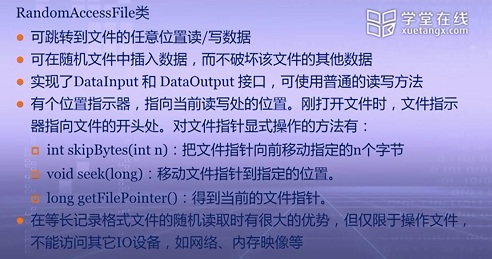 RandomAccessFile类
学堂在线
xuetangx.com
可跳转到文件的任意位置读/写数据
可在随机文件中插入数据，而不破坏该文件的其他数据
实现了DataInput 和 DataOutput 接口，可使用普通的读写方法
有个位置指示器，指向当前读写处的位置。刚打开文件时，文件指示
器指向文件的开头处。对文件指针显式操作的方法有：
int skipBytes(int n)：把文件指针向前移动指定的n个字节
void seek(long)：移动文件指针到指定的位置。
long getFilePointer()：得到当前的文件指针。
在等长记录格式文件的随机读取时有很大的优势，但仅限于操作文件，
不能访问其它IO设备，如网络、内存映像等